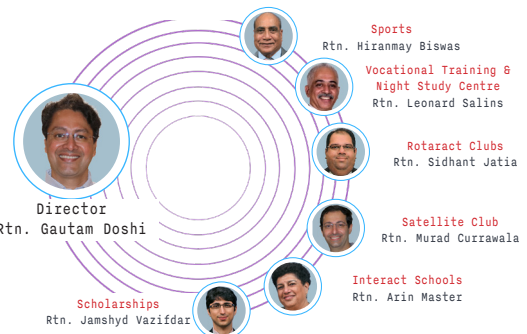 Sports
Rtn. Hiranmay Biswas
Vocational Training &
Night Study Centre
Rtn. Leonard Salins
Rotaract Clubs
Rtn. Sidhant Jatia
Director
Rtn. Gautam Doshi
Satellite Club
Rtn. Murad Currawala
Interact Schools
Rtn. Arin Master
Scholarships
Rtn. Jamshyd Vazifdar